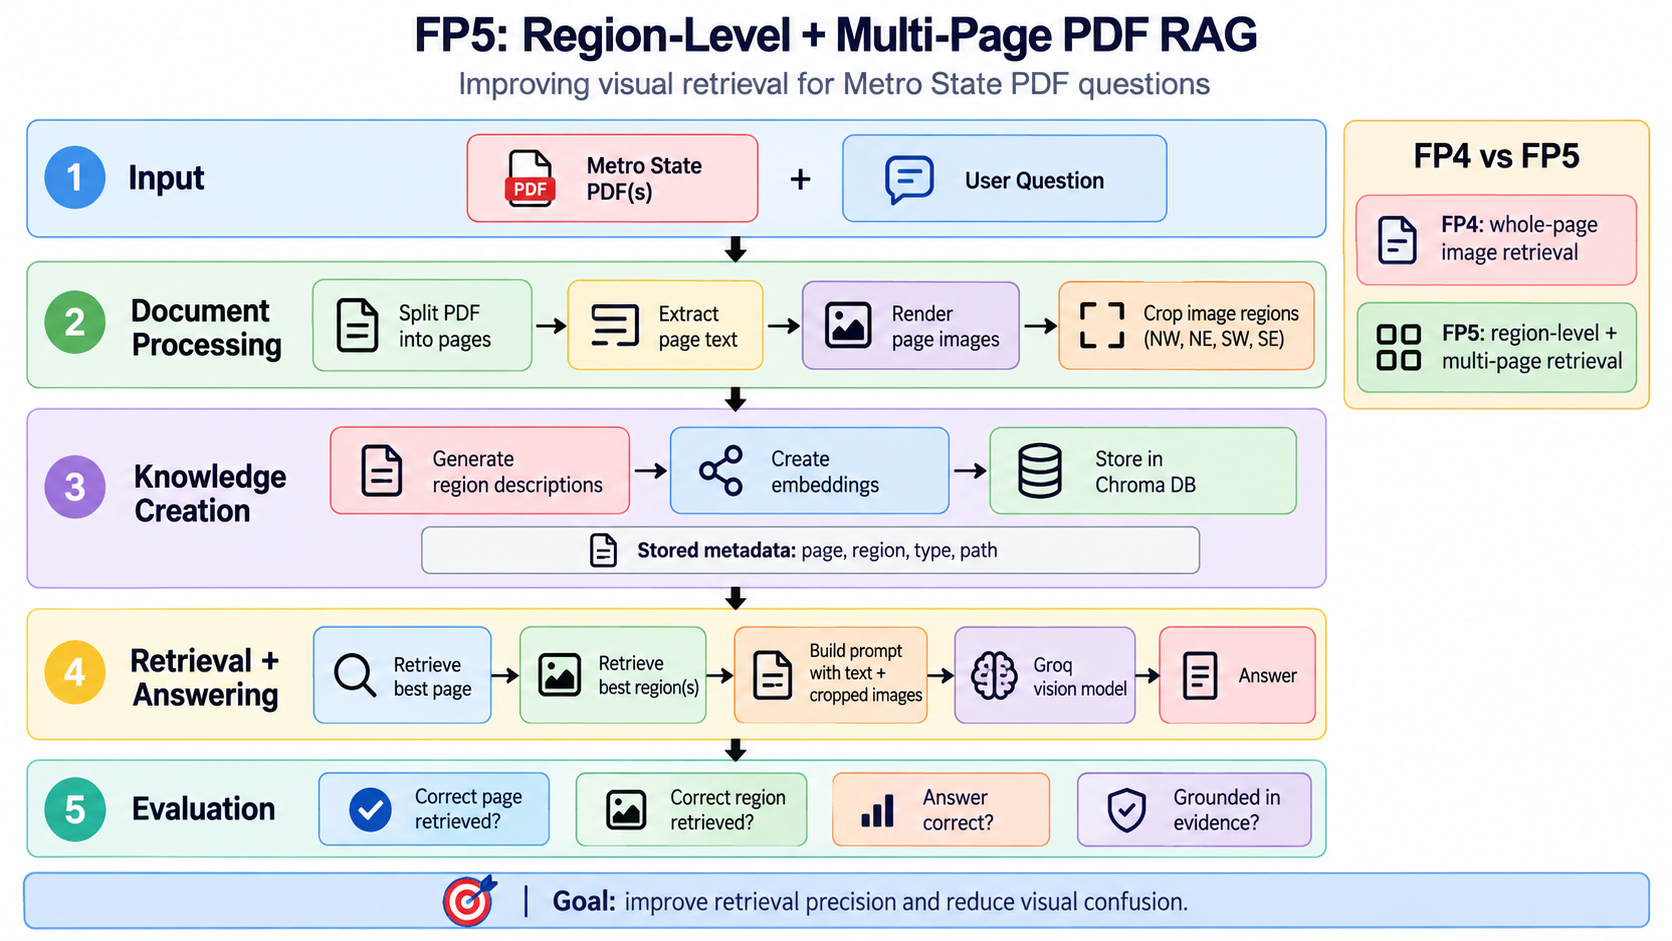 FP5: Region-Level + Multi-Page PDF RAG
Improving visual retrieval for Metro State PDF questions
1
Input
PDF
Metro State
PDF(s)
+
User Question
2
Document
Processing
Split PDF
into pages
Extract
page text
Render
page images
Crop image regions
(NW, NE, SW, SE)
3
Knowledge
Creation
Generate
region descriptions
Create
embeddings
Store in
Chroma DB
Stored metadata: page, region, type, path
4
Retrieval +
Answering
Retrieve
best page
Retrieve
best region(s)
Build prompt
with text +
cropped images
Groq
vision model
Answer
5
Evaluation
Correct page
retrieved?
Correct region
retrieved?
Answer
correct?
Grounded in
evidence?
Goal: improve retrieval precision and reduce visual confusion.
FP4 vs FP5
FP4: whole-page
image retrieval
FP5: region-level +
multi-page retrieval